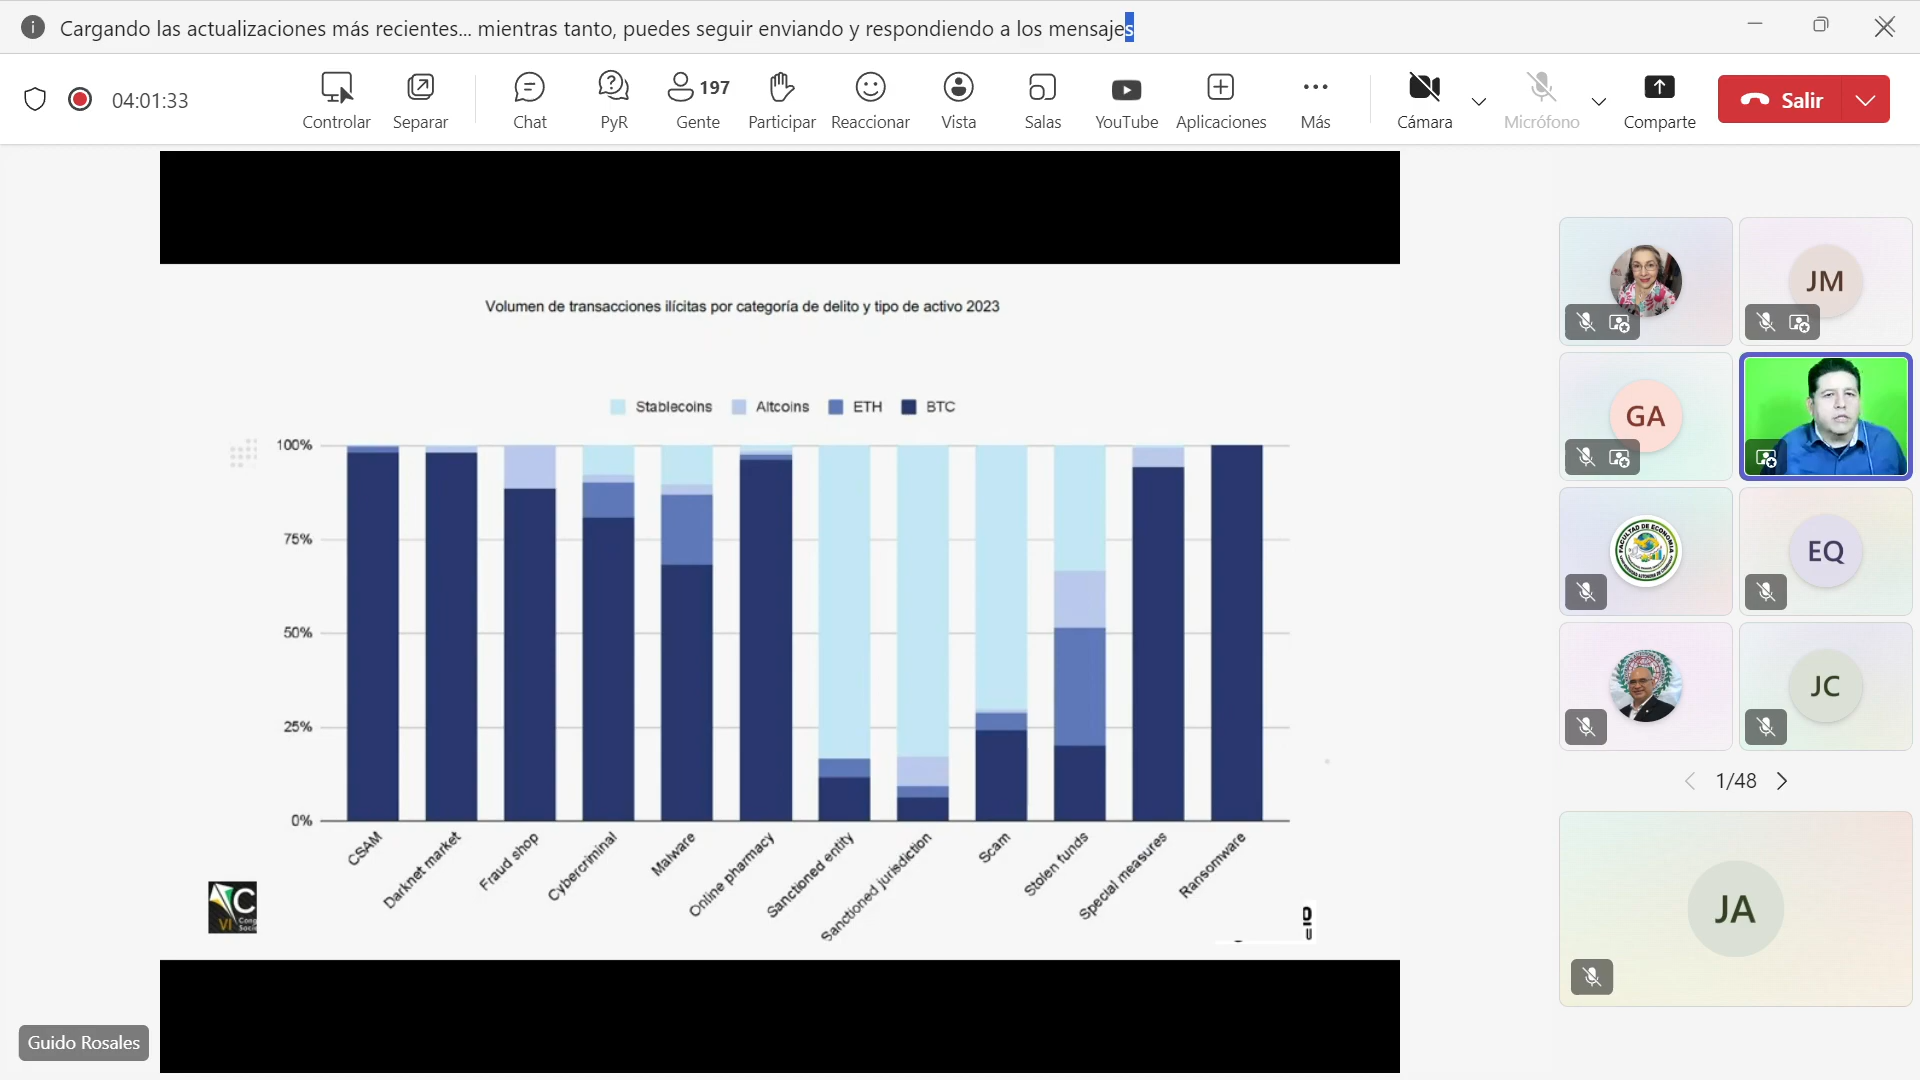 Cargando las actualizaciones más recientes... mientras tanto, puedes seguir enviando y respondiendo a los mensajes
04:01:33
Controlar
Separar
Chat
PyR
197
Gente
Participar
Reaccionar
Vista
Salas
YouTube
Aplicaciones
Más
Cámara
Micrófono
Comparte
Salir
Volumen de transacciones ilícitas por categoría de delito y tipo de activo 2023
Stablecoins Altcoins ETH BTC
100%
75%
50%
25%
0%
CSAM
Darknet market
Fraud shop
Cybercriminal
Malware
Online pharmacy
Sanctioned entity
Sanctioned jurisdiction
Scam
Stolen funds
Special measures
Ransomware
C
VI
JM
GA
FACULTAD DE ECONOMIA
EQ
JC
1/48
JA
Guido Rosales